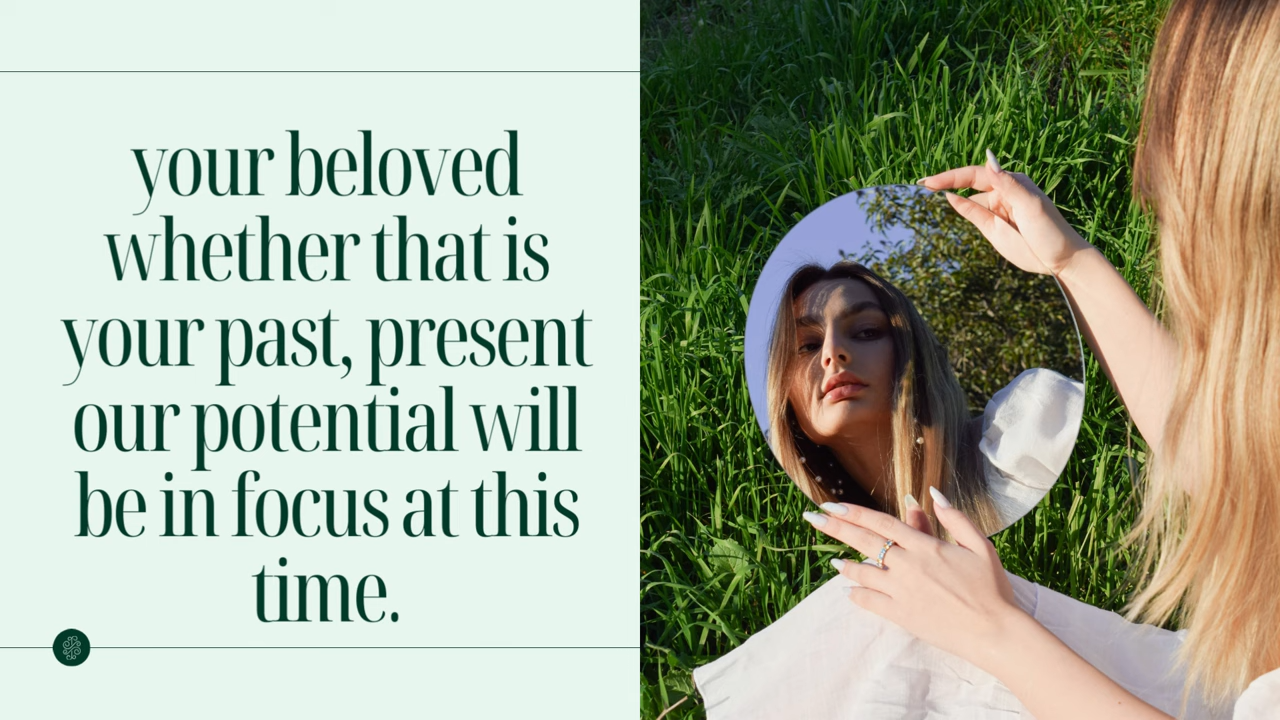 your beloved
whether that is
your past, present
our potential will
be in focus at this
time.